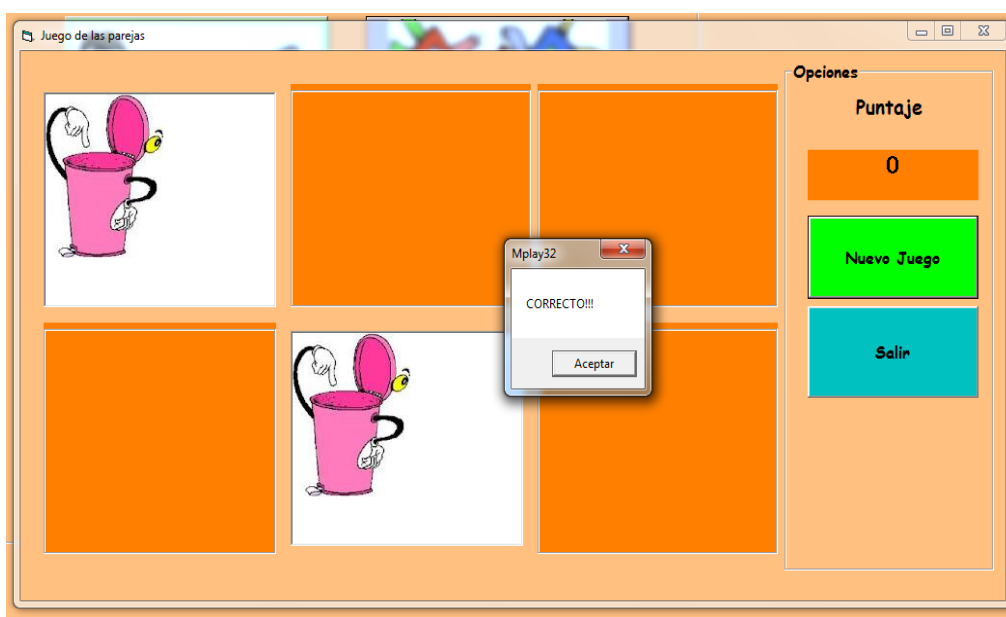 Juego de las parejas
Opciones
Puntaje
0
Nuevo Juego
Salir
Mplay32
CORRECTO!!!
Aceptar